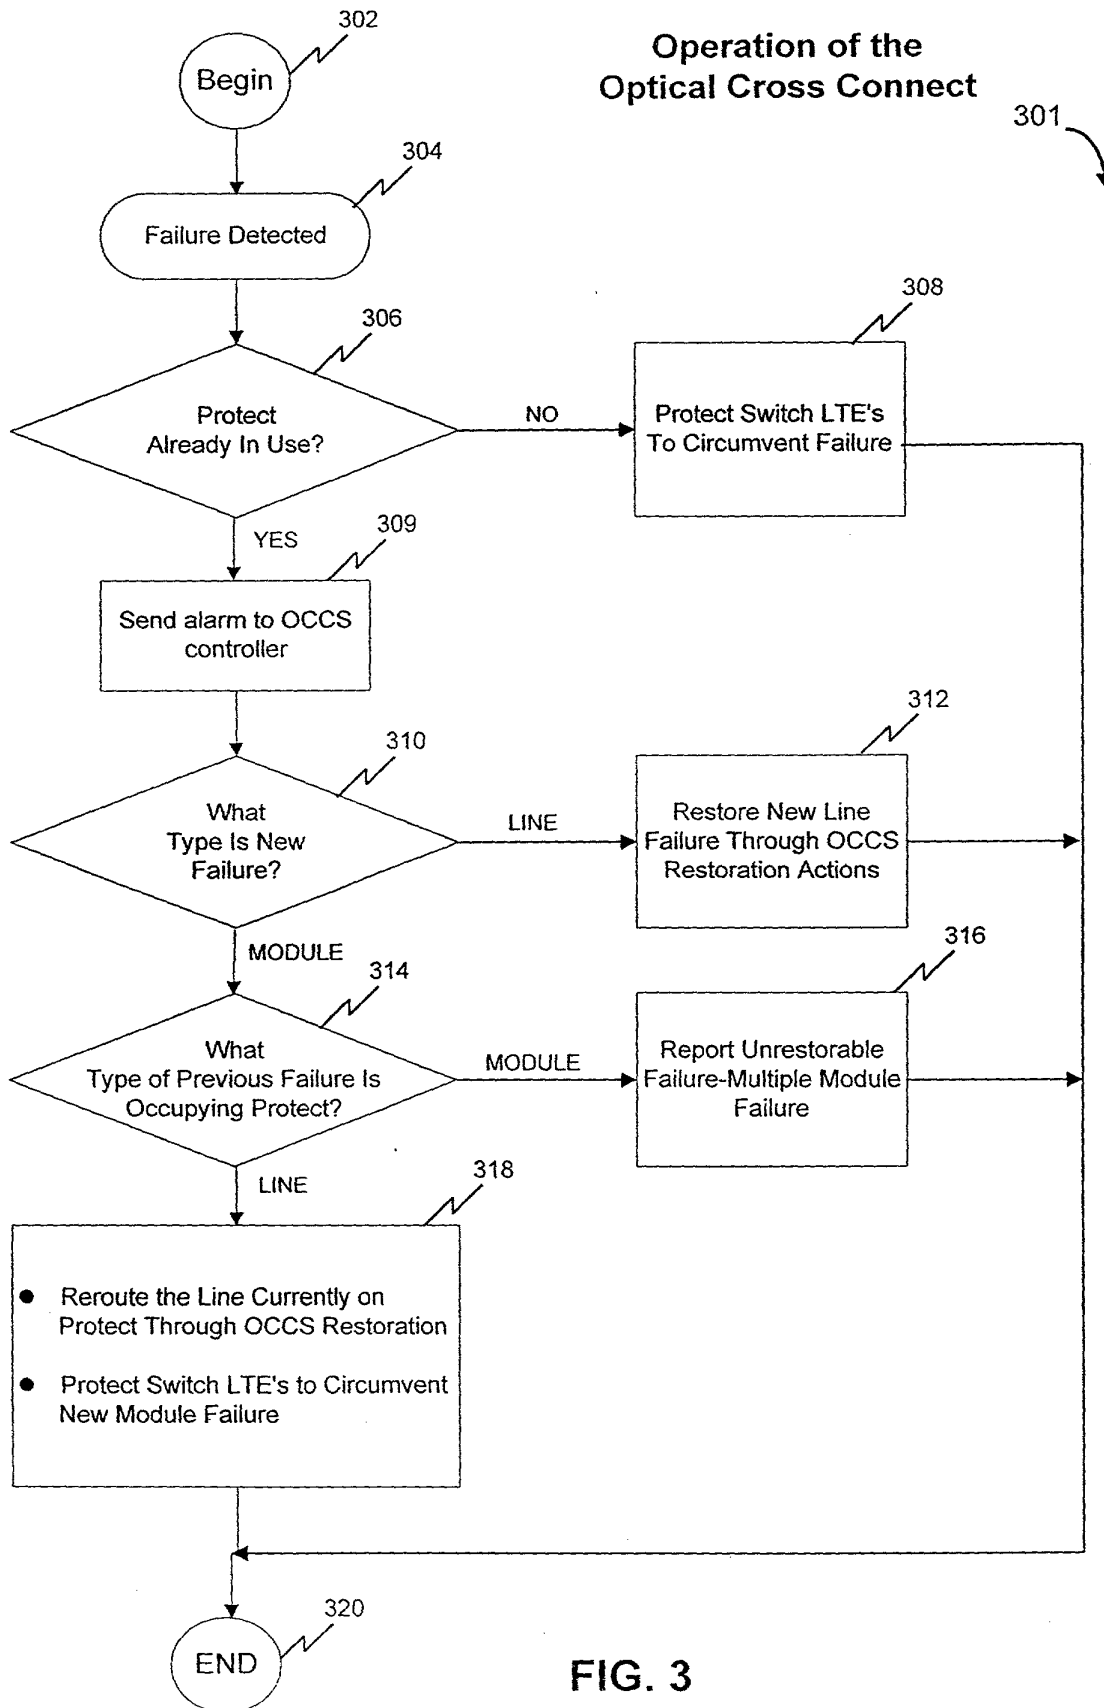 Operation of the
Optical Cross Connect
301
302
Begin
304
Failure Detected
306
Protect
Already In Use?
NO
308
Protect Switch LTE's
To Circumvent Failure
YES
309
Send alarm to OCCS
controller
310
What
Type Is New
Failure?
LINE
312
Restore New Line
Failure Through OCCS
Restoration Actions
MODULE
314
What
Type of Previous Failure Is
Occupying Protect?
MODULE
316
Report Unrestorable
Failure-Multiple Module
Failure
LINE
318
● Reroute the Line Currently on
Protect Through OCCS Restoration
● Protect Switch LTE's to Circumvent
New Module Failure
320
END
FIG. 3